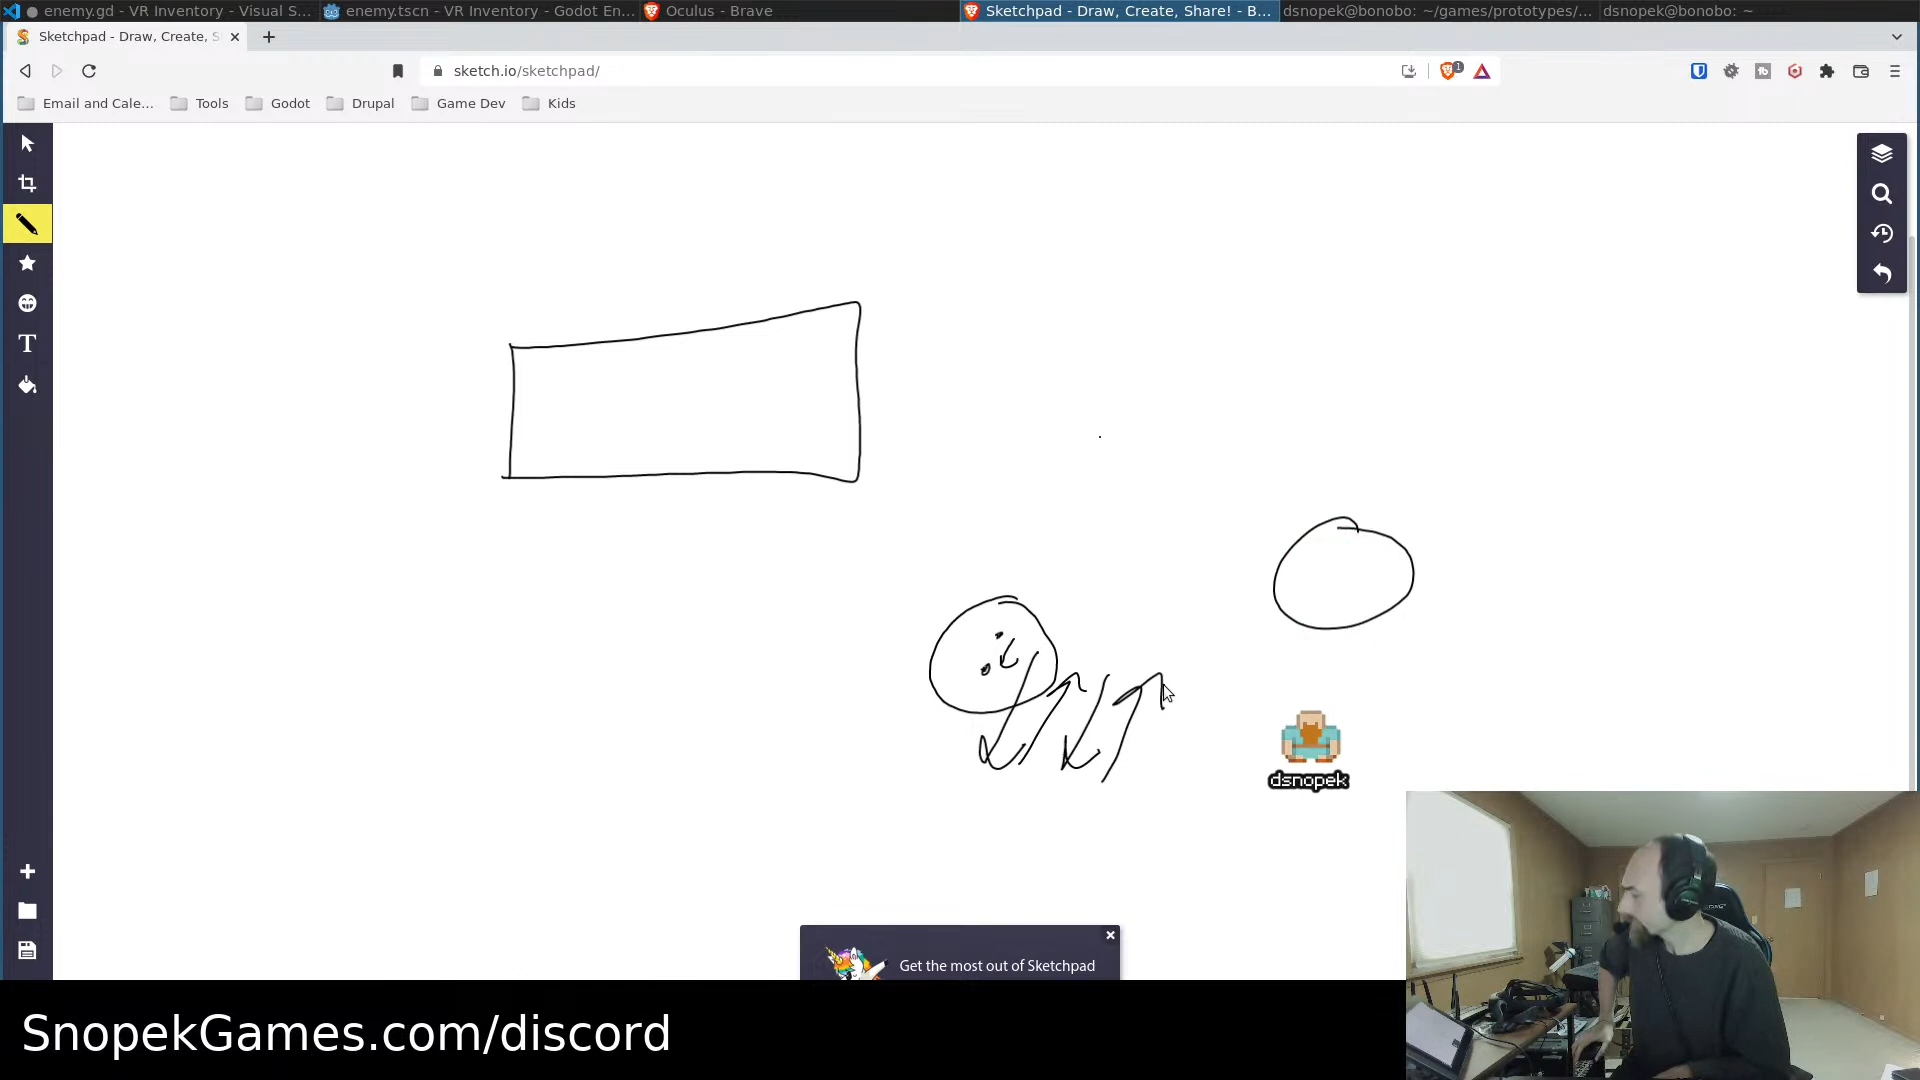 enemy.gd - VR Inventory - Visual S...
enemy.tscn - VR Inventory - Godot En...
Oculus - Brave
Sketchpad - Draw, Create, Share! - B...
dsnopek@bonobo: ~/games/prototypes/...
dsnopek@bonobo: ~
Sketchpad - Draw, Create, S
sketch.io/sketchpad/
1
Email and Cale...
Tools
Godot
Drupal
Game Dev
Kids
T
dsnopek
Get the most out of Sketchpad
SnopekGames.com/discord